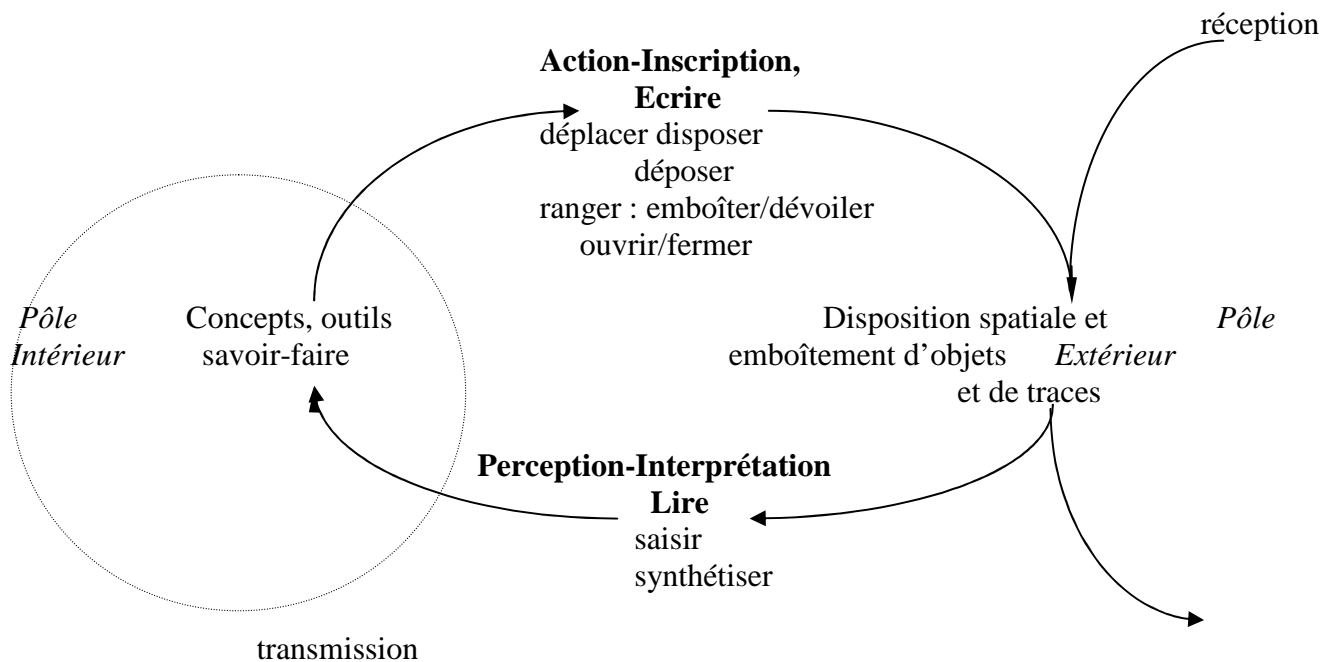 réception
Action-Inscription,
Ecrire
déplacer disposer
déposer
ranger : emboîter/dévoiler
ouvrir/fermer
Pôle Concepts, outils Disposition spatiale et Pôle
Intérieur savoir-faire emboîtement d’objets Extérieur
et de traces
Perception-Interprétation
Lire
saisir
synthétiser
transmission